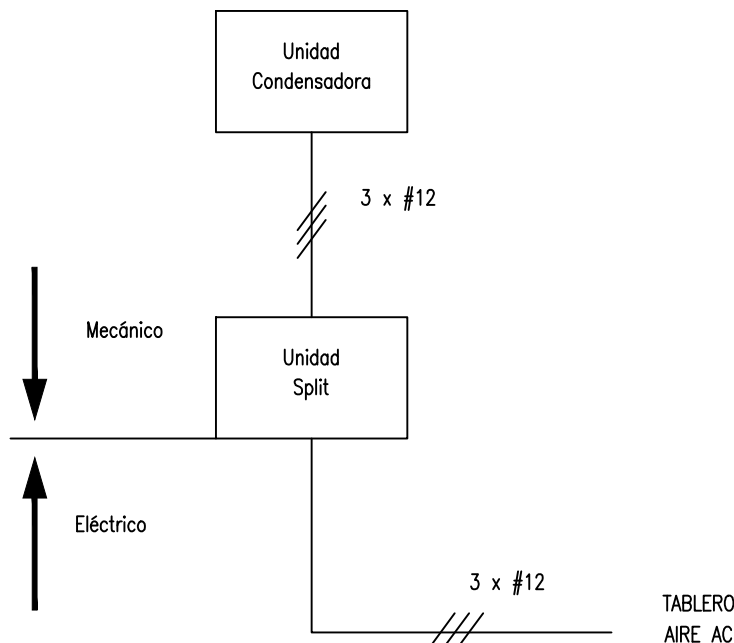 Unidad
Condensadora
3 x #12
Mecánico
Unidad
Split
Eléctrico
3 x #12
TABLERO
AIRE AC